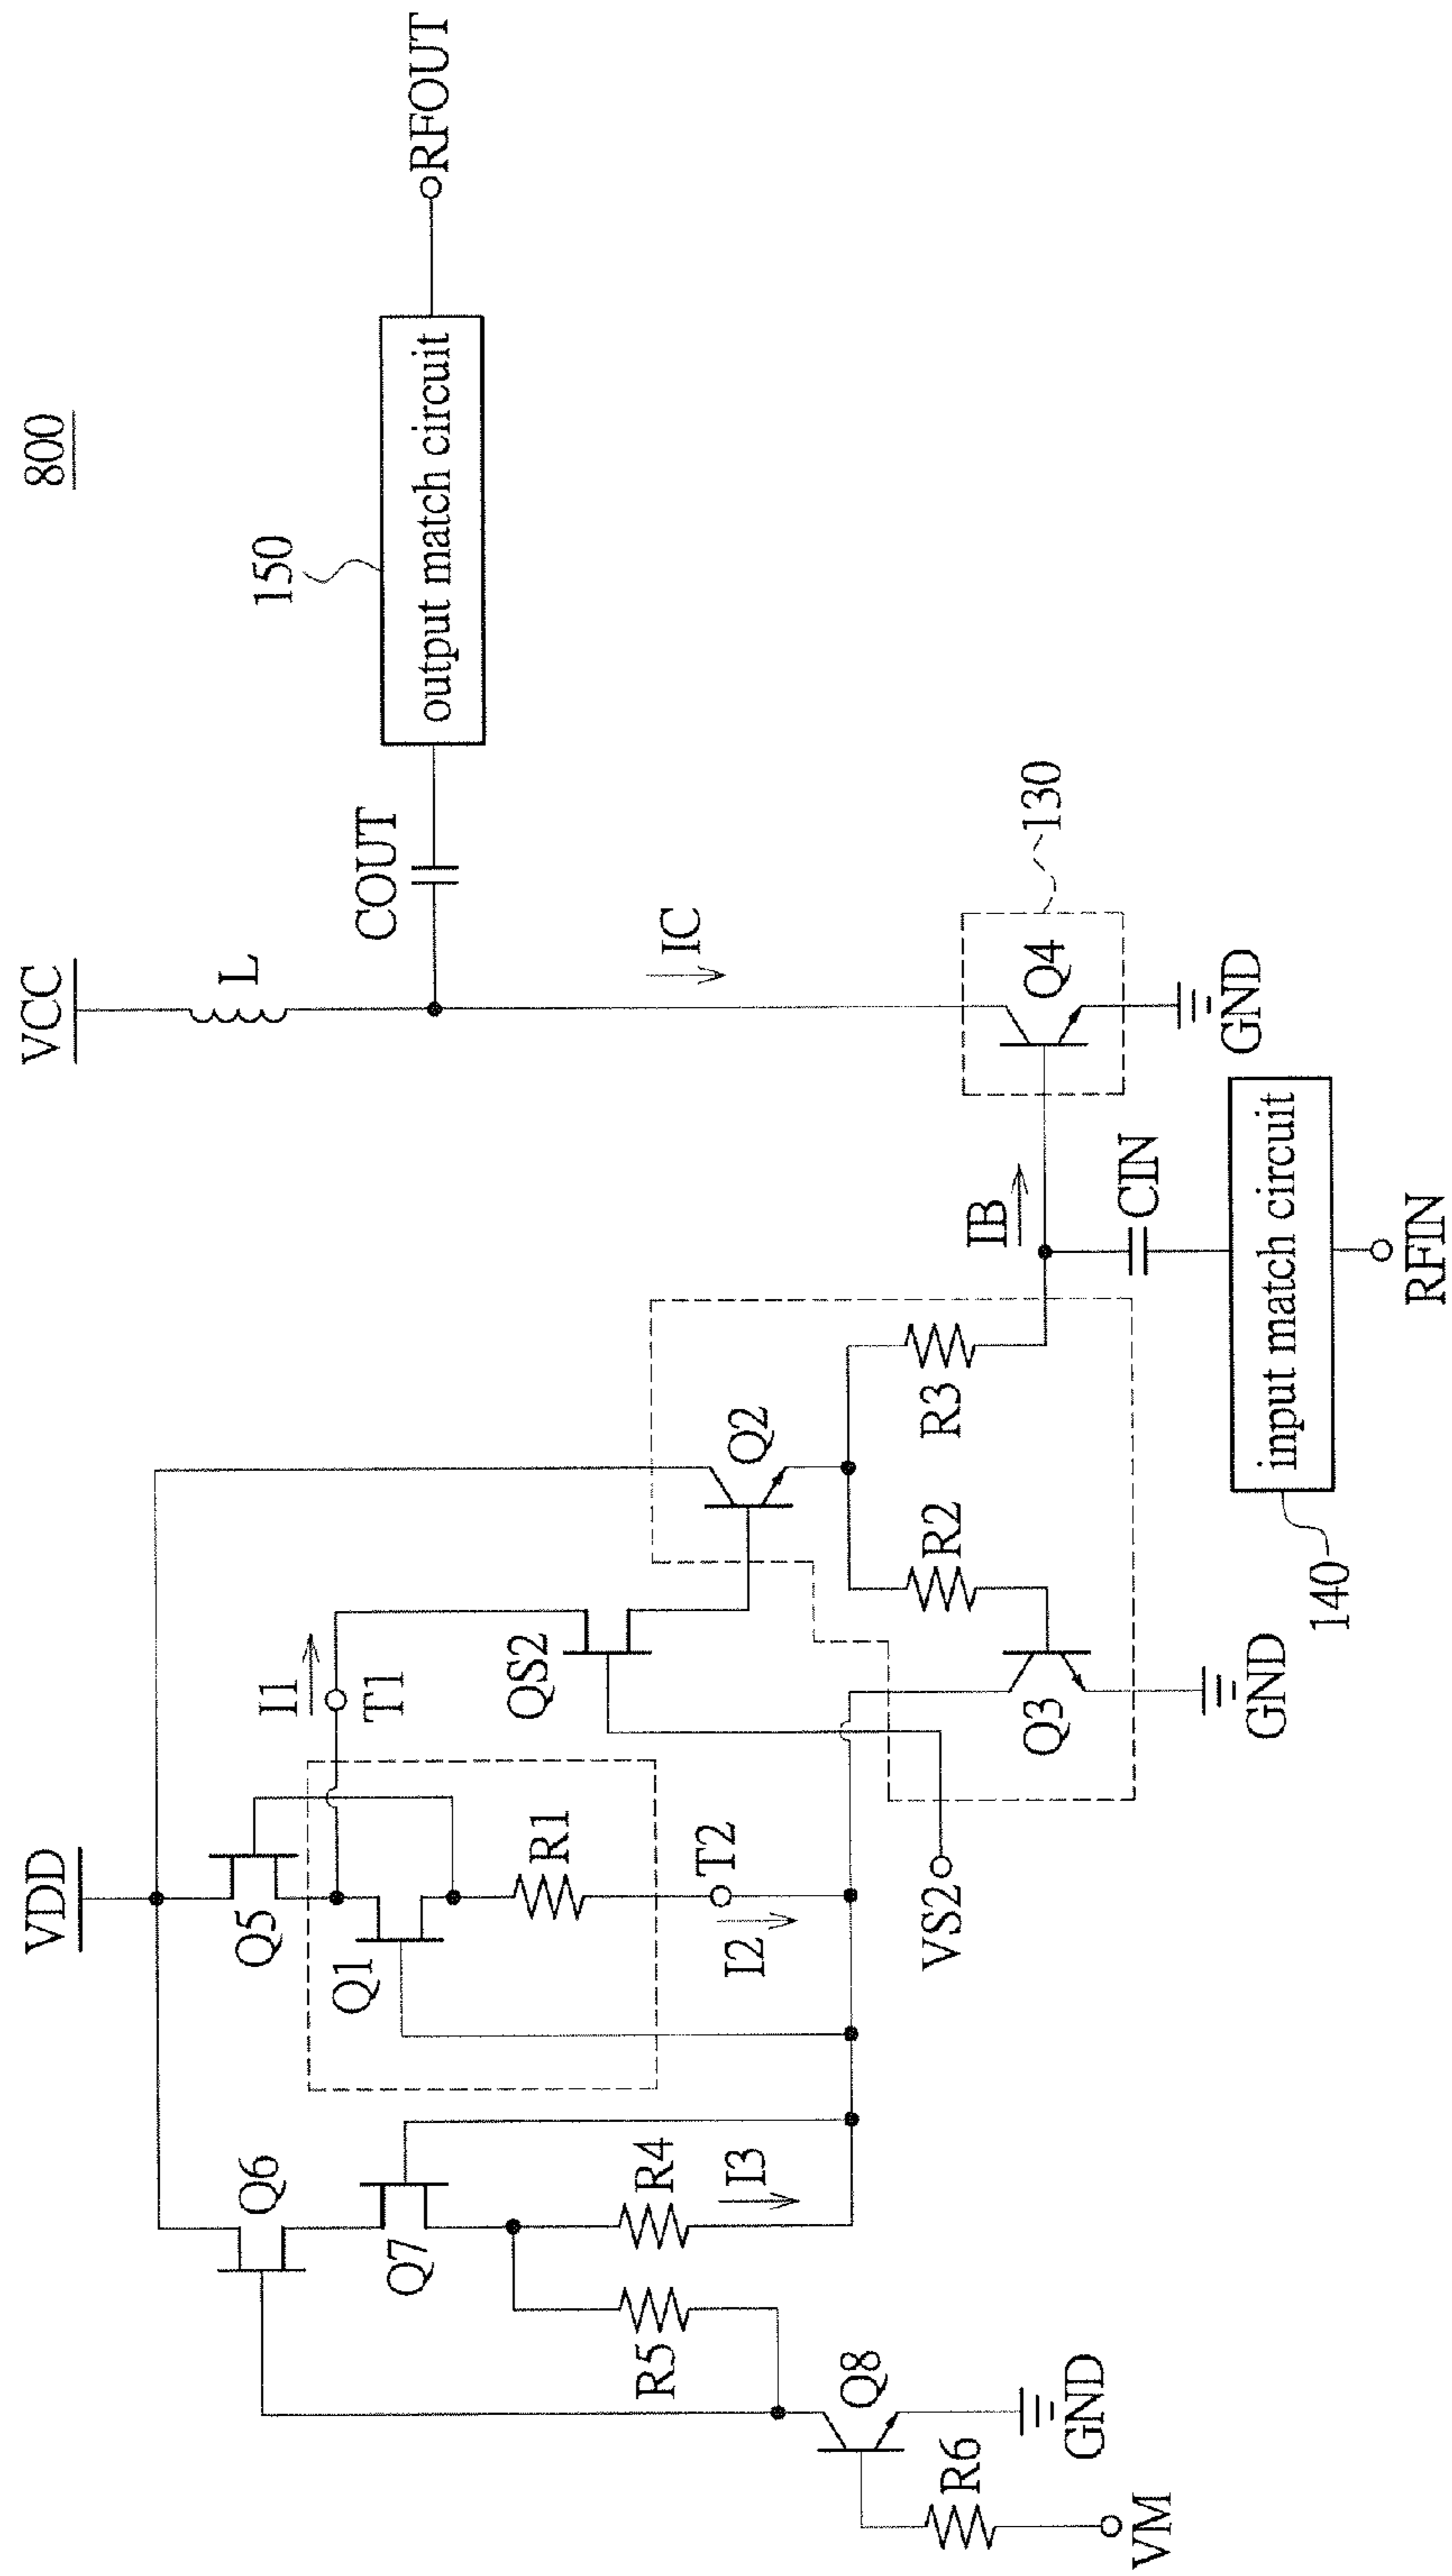 800
VDD
VCC
Q6
Q5
I1
L
COUT
150
output match circuit
RFOUT
Q7
Q1
T1
R1
QS2
IC
R5
R4
I3
I2
T2
Q2
VS2
R2
R3
IB
Q4
130
Q8
Q3
CIN
R6
VM
GND
GND
GND
140
input match circuit
RFIN